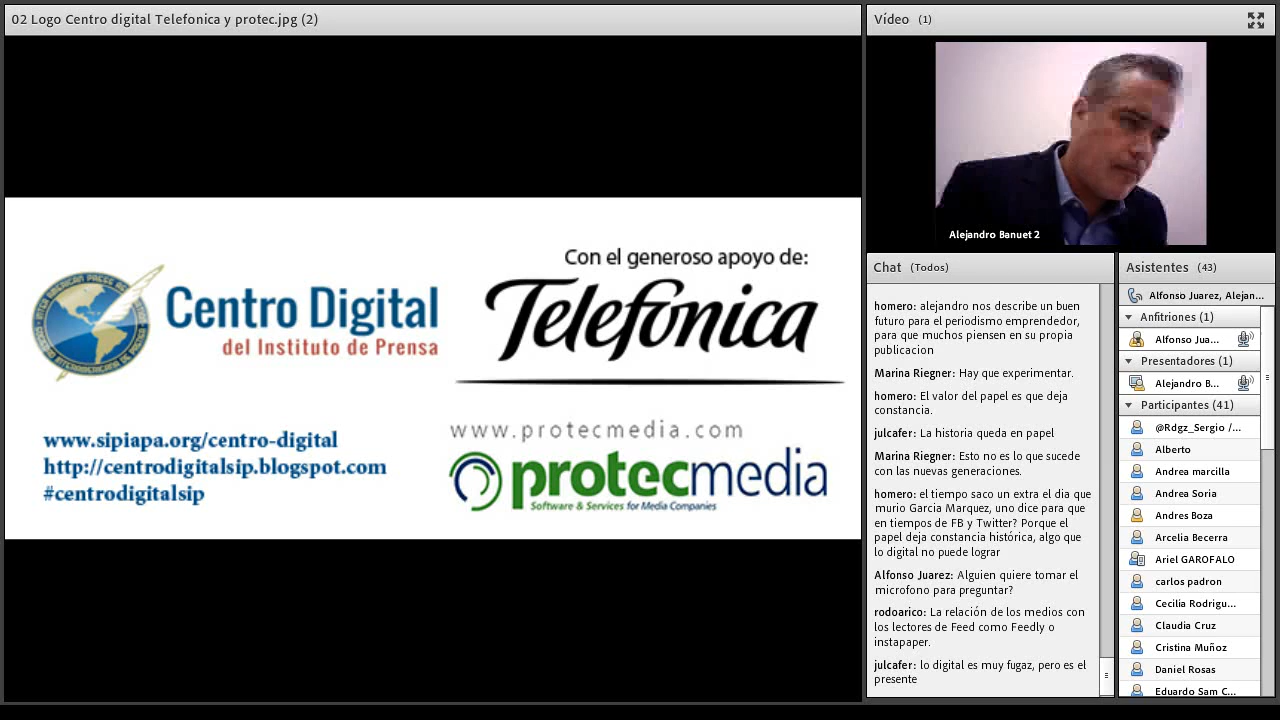 02 Logo Centro digital Telefonica y protec.jpg (2)
Con el generoso apoyo de:
Centro Digital
del Instituto de Prensa
Telefonica
www.sipiapa.org/centro-digital
http://centrodigitalsip.blogspot.com
#centrodigitalsip
www.protecmedia.com
protecmedia
Software & Services for Media Companies
Vídeo (1)
Alejandro Banuet 2
Chat (Todos)
homero: alejandro nos describe un buen
futuro para el periodismo emprendedor,
para que muchos piensen en su propia
publicacion
Marina Riegner: Hay que experimentar.
homero: El valor del papel es que deja
constancia.
julcafer: La historia queda en papel
Marina Riegner: Esto no es lo que sucede
con las nuevas generaciones.
homero: el tiempo saco un extra el día que
murio Garcia Marquez, uno dice para que
en tiempos de FB y Twitter? Porque el
papel deja constancia histórica, algo que
lo digital no puede lograr
Alfonso Juarez: Alguien quiere tomar el
microfono para preguntar?
rodoarico: La relación de los medios con
los lectores de Feed como Feedly o
instapaper.
julcafer: lo digital es muy fugaz, pero es el
presente
Asistentes (43)
Alfonso Juarez, Alejan...
Anfitriones (1)
Alfonso Jua...
Presentadores (1)
Alejandro B...
Participantes (41)
@Rdgz_Sergio /...
Alberto
Andrea marcilla
Andrea Soria
Andres Boza
Arcelia Becerra
Ariel GAROFALO
carlos padron
Cecilia Rodrigu...
Claudia Cruz
Cristina Muñoz
Daniel Rosas
Eduardo Sam C...